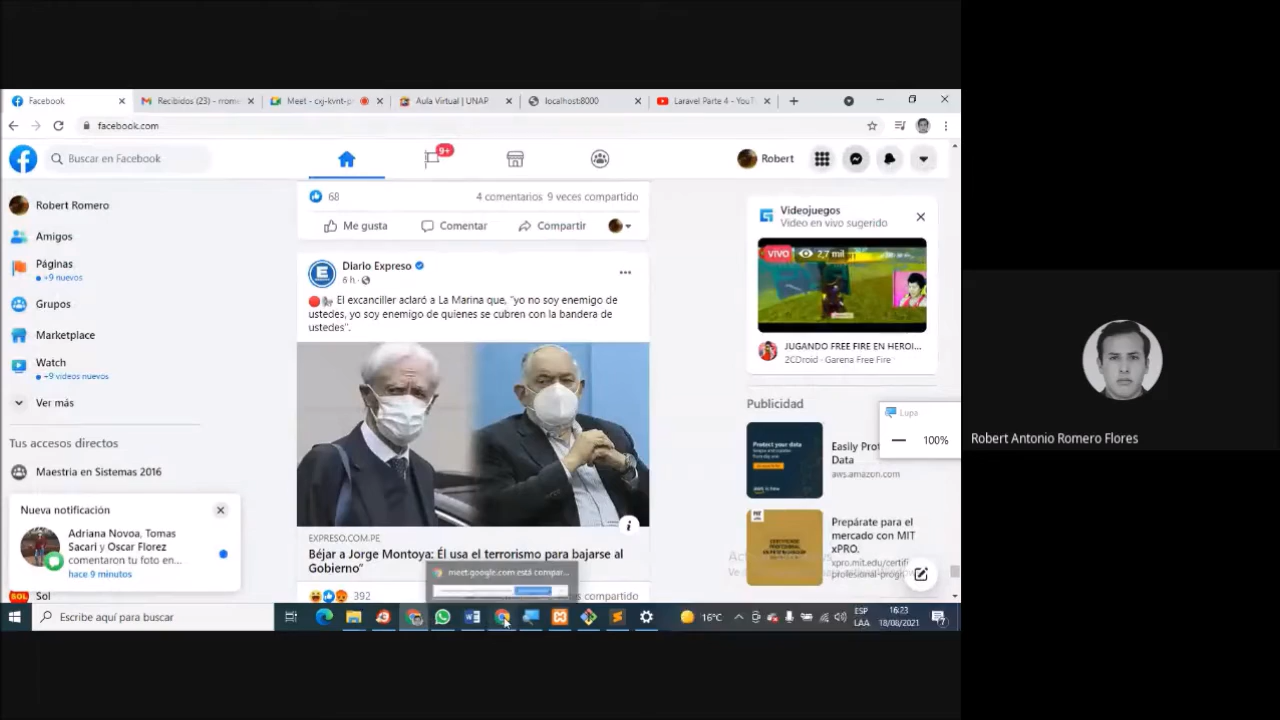 Facebook
Recibidos (23) - rrome
Meet - cxj-kvnt-p
Aula Virtual | UNAP
localhost:8000
Laravel Parte 4 - YouT
facebook.com
Buscar en Facebook
9+
Robert
Robert Romero
Amigos
Páginas
+9 nuevos
Grupos
Marketplace
Watch
+9 videos nuevos
Ver más
Tus accesos directos
Maestria en Sistemas 2016
Nueva notificación
Adriana Novoa, Tomas
Sacari y Oscar Florez
comentaron tu foto en...
hace 9 minutos
SOL Sol
68
4 comentarios 9 veces compartido
Me gusta
Comentar
Compartir
Diario Expreso
6 h ·
El excanciller aclaró a La Marina que, "yo no soy enemigo de
ustedes, yo soy enemigo de quienes se cubren con la bandera de
ustedes".
EXPRESO.COM.PE
Béjar a Jorge Montoya: Él usa el terrorismo para bajarse al
Gobierno"
392
compartido
meet.google.com está compar...
Videojuegos
Video en vivo sugerido
VIVO 2,7 mil
JUGANDO FREE FIRE EN HEROI...
2CDroid · Garena Free Fire
Publicidad
Protect your data
Easily Prot
Data
aws.amazon.com
Prepárate para el
mercado con MIT
xPRO.
xpro.mit.edu/certifi
profesional-progr
Lupa
100%
Escribe aquí para buscar
16°C
ESP
LAA
16:23
18/08/2021
Robert Antonio Romero Flores